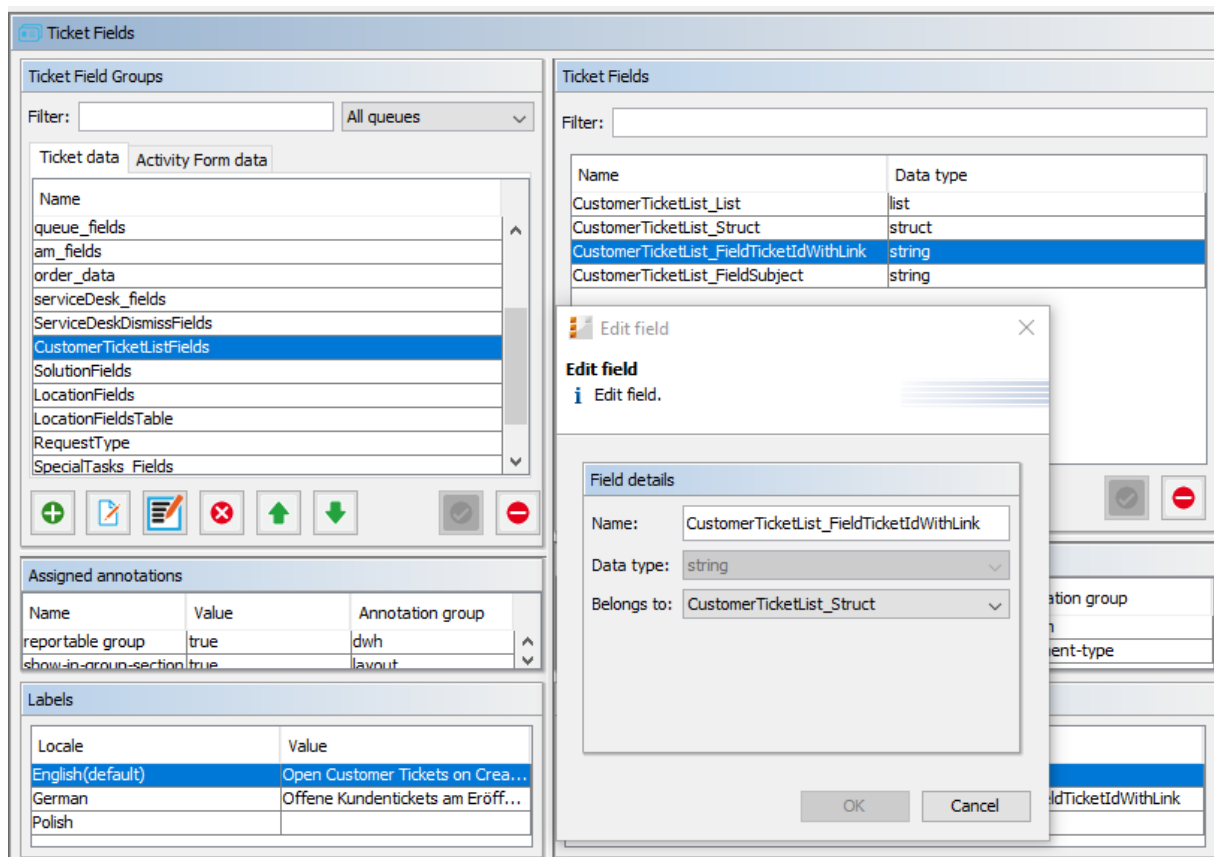 Ticket Fields
Ticket Field Groups
Filter:
All queues
Ticket data
Activity Form data
Name
queue_fields
am_fields
order_data
serviceDesk_fields
ServiceDeskDismissFields
CustomerTicketListFields
SolutionFields
LocationFields
LocationFieldsTable
RequestType
SpecialTasks_Fields
Assigned annotations
Name Value Annotation group
reportable group true dwh
show-in-group-section true layout
Labels
Locale Value
English(default) Open Customer Tickets on Crea...
German Offene Kundentickets am Eröff...
Polish
Ticket Fields
Filter:
Name Data type
CustomerTicketList_List list
CustomerTicketList_Struct struct
CustomerTicketList_FieldTicketIdWithLink string
CustomerTicketList_FieldSubject string
Edit field
Edit field
i Edit field.
Field details
Name: CustomerTicketList_FieldTicketIdWithLink
Data type: string
Belongs to: CustomerTicketList_Struct
OK Cancel
ation group
ent-type
ldTicketIdWithLink